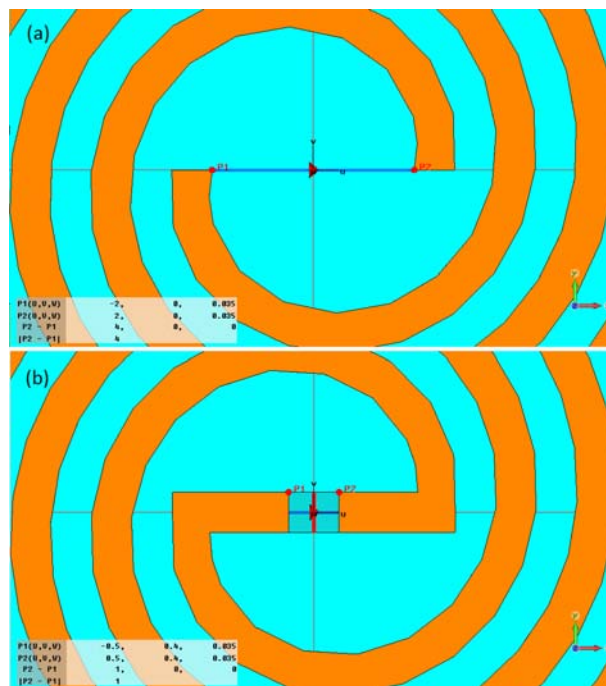 (a)
v
P1 u P2
P1(U,V,W) -2, 0, 0.035
P2(U,V,W) 2, 0, 0.035
P2 - P1 4, 0, 0
|P2 - P1| 4
(b)
v
P1 P2
u
P1(U,V,W) -0.5, 0.4, 0.035
P2(U,V,W) 0.5, 0.4, 0.035
P2 - P1 1, 0, 0
|P2 - P1| 1